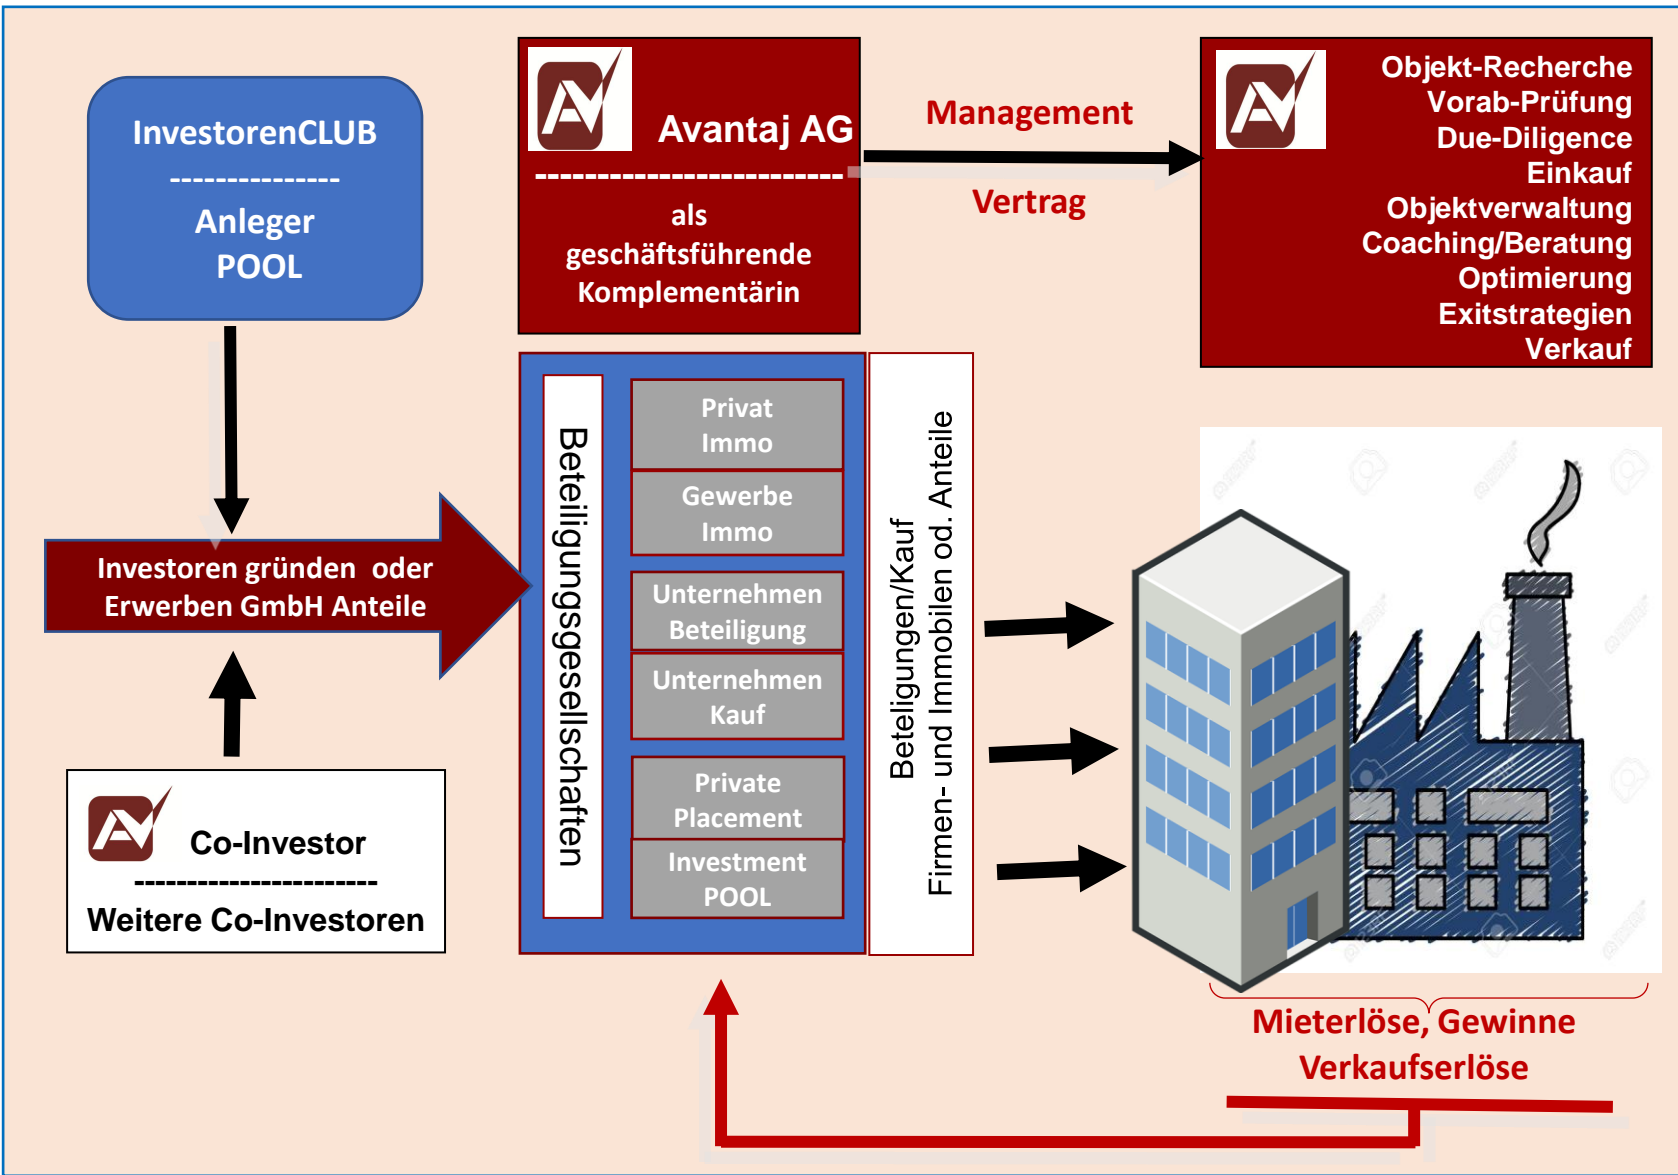 InvestorenCLUB
---------------
Anleger
POOL
Avantaj AG
-------------------------
als
geschäftsführende
Komplementärin
Management
Vertrag
Objekt-Recherche
Vorab-Prüfung
Due-Diligence
Einkauf
Objektverwaltung
Coaching/Beratung
Optimierung
Exitstrategien
Verkauf
Investoren gründen oder
Erwerben GmbH Anteile
Co-Investor
-----------------------
Weitere Co-Investoren
Beteiligungsgesellschaften
Privat
Immo
Gewerbe
Immo
Unternehmen
Beteiligung
Unternehmen
Kauf
Private
Placement
Investment
POOL
Beteligungen/Kauf
Firmen- und Immobilen od. Anteile
Mieterlöse, Gewinne
Verkaufserlöse